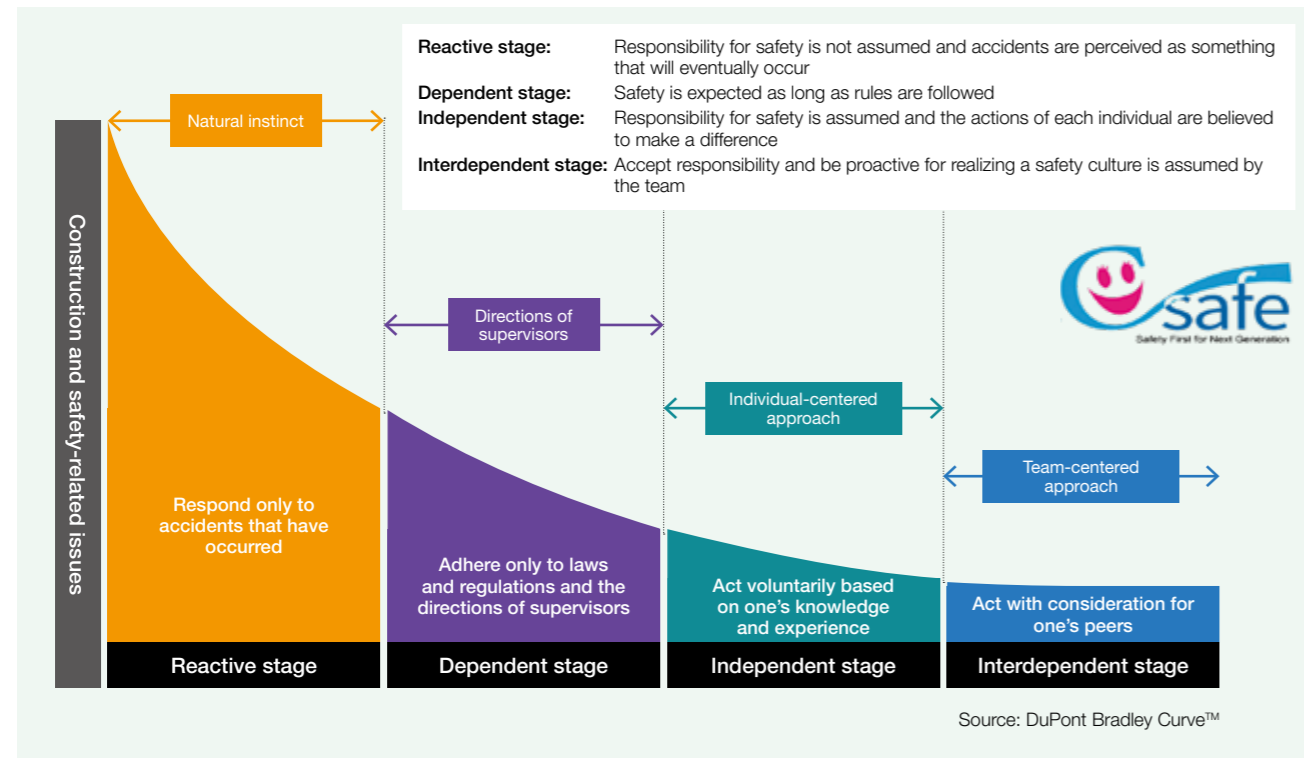 Reactive stage: Responsibility for safety is not assumed and accidents are perceived as something
that will eventually occur
Dependent stage: Safety is expected as long as rules are followed
Independent stage: Responsibility for safety is assumed and the actions of each individual are believed
to make a difference
Interdependent stage: Accept responsibility and be proactive for realizing a safety culture is assumed by
the team
Natural instinct
Construction and safety-related issues
Directions of
supervisors
Csafe
Safety First for Next Generation
Individual-centered
approach
Team-centered
approach
Respond only to
accidents that have
occurred
Adhere only to laws
and regulations and the
directions of supervisors
Act voluntarily based
on one's knowledge
and experience
Act with consideration for
one's peers
Reactive stage
Dependent stage
Independent stage
Interdependent stage
Source: DuPont Bradley Curve™